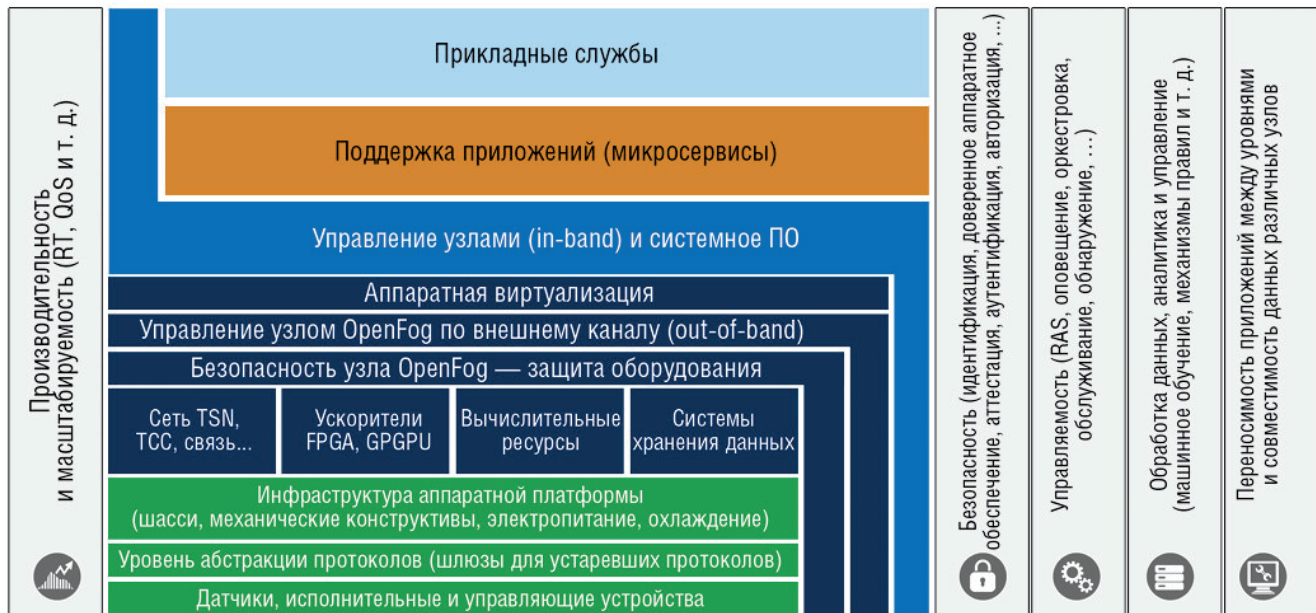 Производительность
и масштабируемость (RT, QoS и т. д.)
Прикладные службы
Поддержка приложений (микросервисы)
Управление узлами (in-band) и системное ПО
Аппаратная виртуализация
Управление узлом OpenFog по внешнему каналу (out-of-band)
Безопасность узла OpenFog — защита оборудования
Сеть TSN,
TCC, связь...
Ускорители
FPGA, GPGPU
Вычислительные
ресурсы
Системы
хранения данных
Инфраструктура аппаратной платформы
(шасси, механические конструктивы, электропитание, охлаждение)
Уровень абстракции протоколов (шлюзы для устаревших протоколов)
Датчики, исполнительные и управляющие устройства
Безопасность (идентификация, доверенное аппаратное
обеспечение, аттестация, аутентификация, авторизация, ...)
Управляемость (RAS, оповещение, оркестровка,
обслуживание, обнаружение, ...)
Обработка данных, аналитика и управление
(машинное обучение, механизмы правил и т. д.)
Переносимость приложений между уровнями
и совместимость данных различных узлов